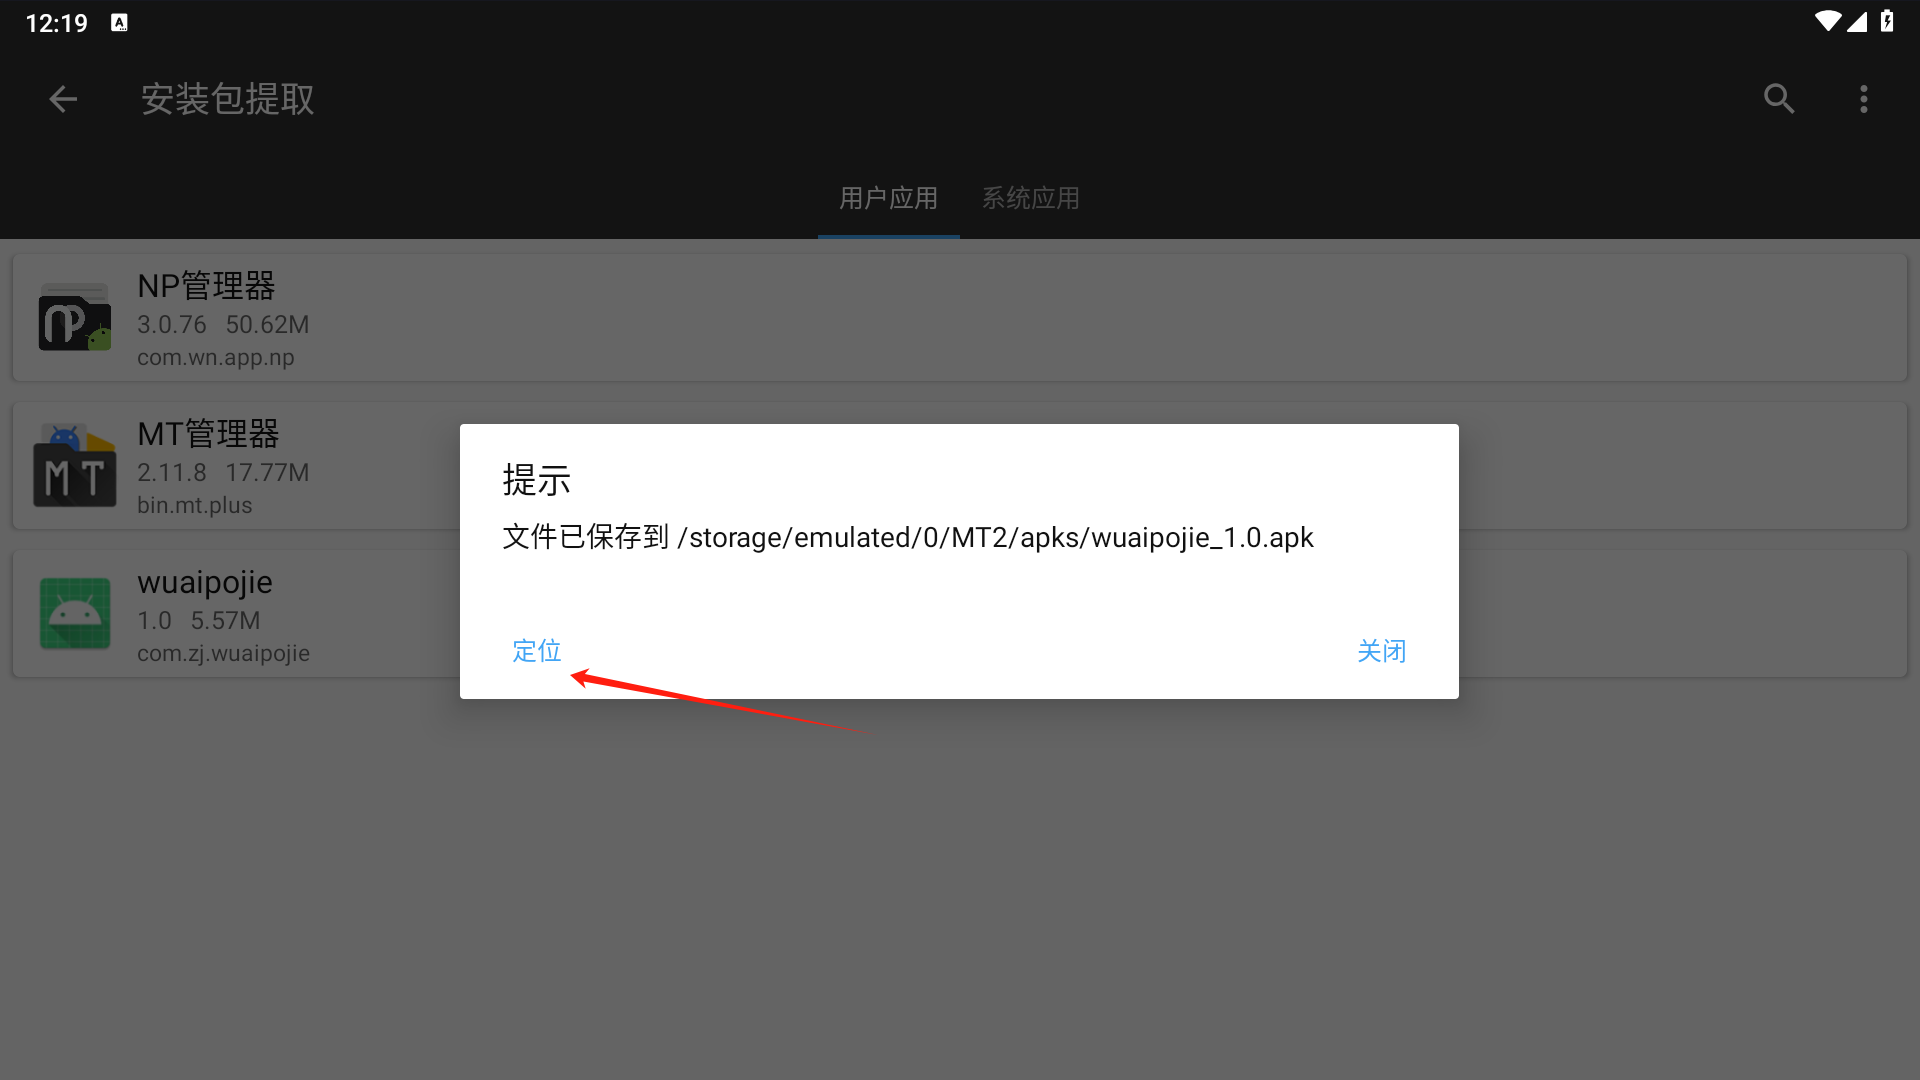 12:19
安装包提取
用户应用
系统应用
NP管理器
3.0.76 50.62M
com.wn.app.np
MT管理器
2.11.8 17.77M
bin.mt.plus
wuaipojie
1.0 5.57M
com.zj.wuaipojie
提示
文件已保存到 /storage/emulated/0/MT2/apks/wuaipojie_1.0.apk
定位
关闭